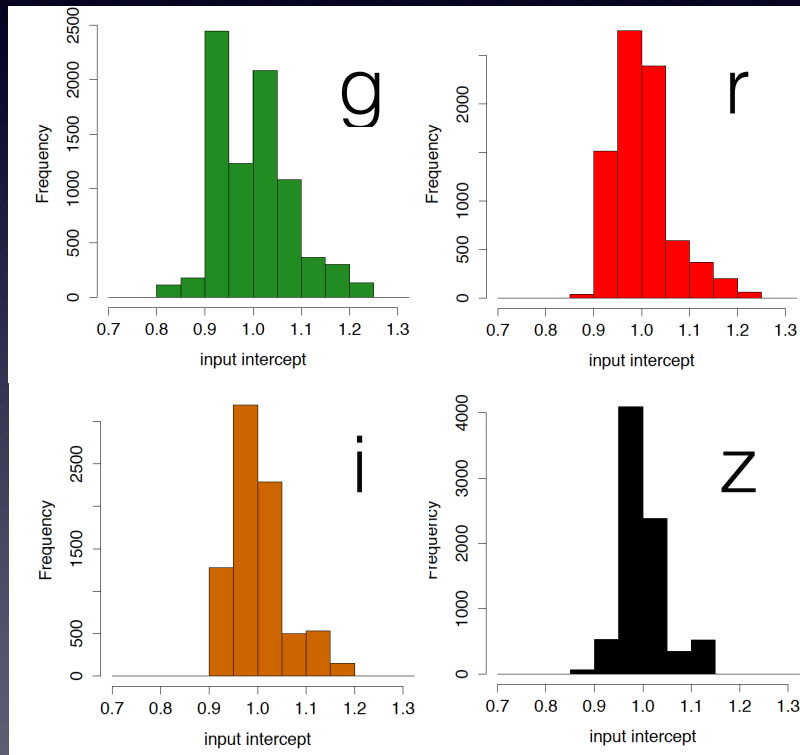 g
Frequency
0 500 1000 1500 2000 2500
0.7 0.8 0.9 1.0 1.1 1.2 1.3
input intercept
r
Frequency
0 500 1000 2000
0.7 0.8 0.9 1.0 1.1 1.2 1.3
input intercept
i
Frequency
0 500 1500 2500
0.7 0.8 0.9 1.0 1.1 1.2 1.3
input intercept
z
Frequency
0 1000 2000 3000 4000
0.7 0.8 0.9 1.0 1.1 1.2 1.3
input intercept